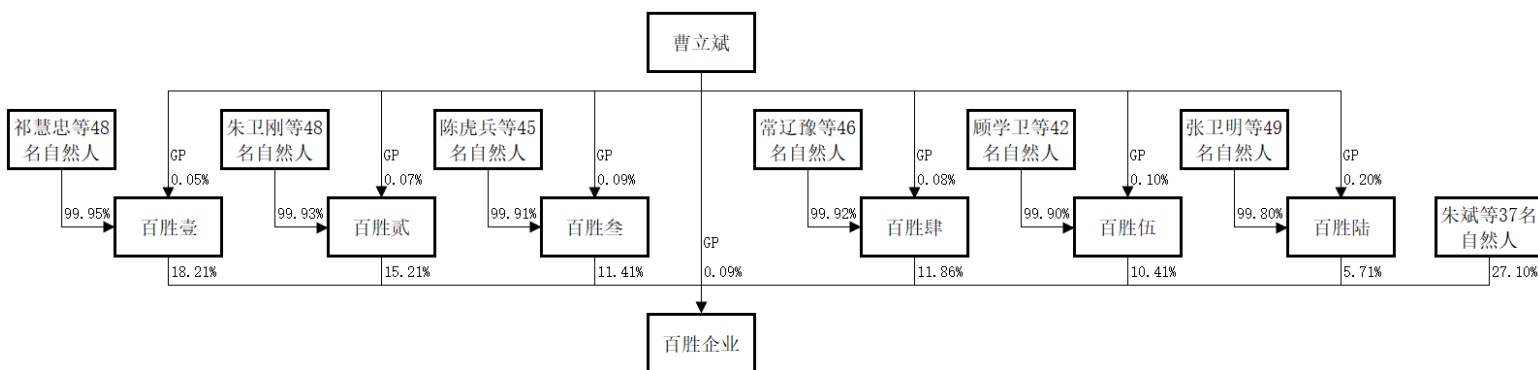 曹立斌
祁慧忠等48
名自然人
朱卫刚等48
名自然人
陈虎兵等45
名自然人
常辽豫等46
名自然人
顾学卫等42
名自然人
张卫明等49
名自然人
GP
0.05%
GP
0.07%
GP
0.09%
GP
0.08%
GP
0.10%
GP
0.20%
99.95%
99.93%
99.91%
99.92%
99.90%
99.80%
百胜壹
百胜贰
百胜叁
百胜肆
百胜伍
百胜陆
朱斌等37名
自然人
GP
0.09%
18.21%
15.21%
11.41%
11.86%
10.41%
5.71%
27.10%
百胜企业